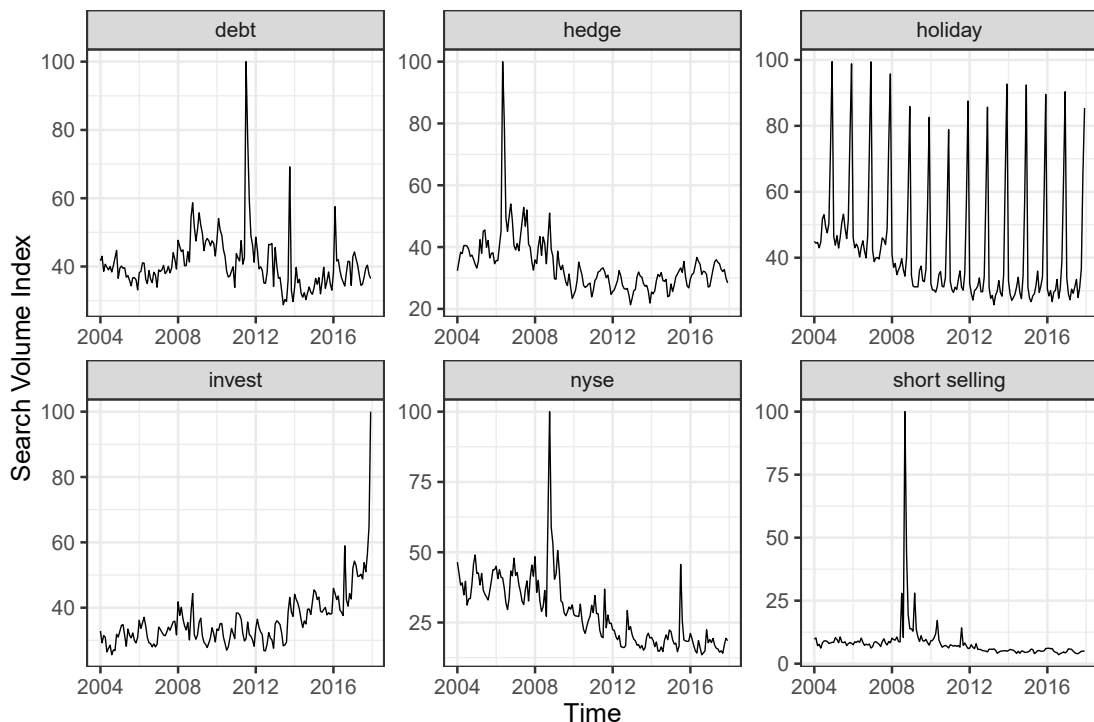 debt hedge holiday
100 100 100
80 80 80
60 60 60
40 40 40
20
2004 2008 2012 2016 2004 2008 2012 2016 2004 2008 2012 2016
Search Volume Index
invest nyse short selling
100 100 100
80 75 75
60 50 50
40 25 25
0
2004 2008 2012 2016 2004 2008 2012 2016 2004 2008 2012 2016
Time